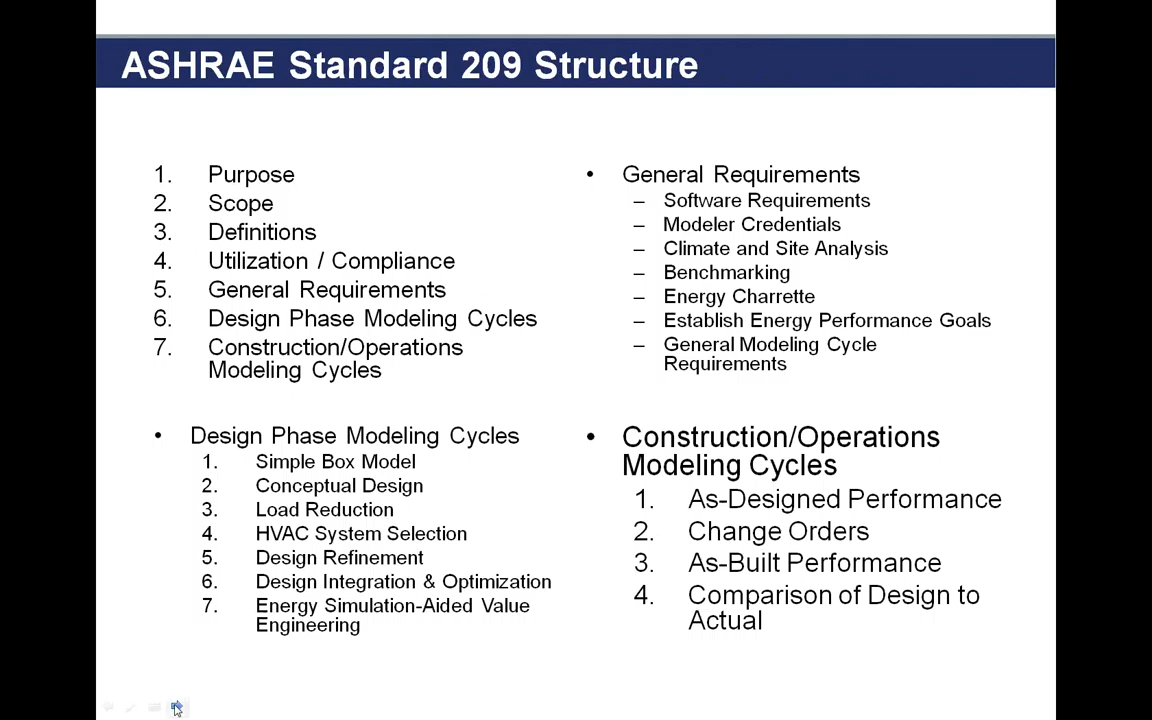 ASHRAE Standard 209 Structure
1. Purpose
2. Scope
3. Definitions
4. Utilization / Compliance
5. General Requirements
6. Design Phase Modeling Cycles
7. Construction/Operations
Modeling Cycles
• General Requirements
– Software Requirements
– Modeler Credentials
– Climate and Site Analysis
– Benchmarking
– Energy Charrette
– Establish Energy Performance Goals
– General Modeling Cycle
Requirements
• Design Phase Modeling Cycles
1. Simple Box Model
2. Conceptual Design
3. Load Reduction
4. HVAC System Selection
5. Design Refinement
6. Design Integration & Optimization
7. Energy Simulation-Aided Value
Engineering
• Construction/Operations
Modeling Cycles
1. As-Designed Performance
2. Change Orders
3. As-Built Performance
4. Comparison of Design to
Actual